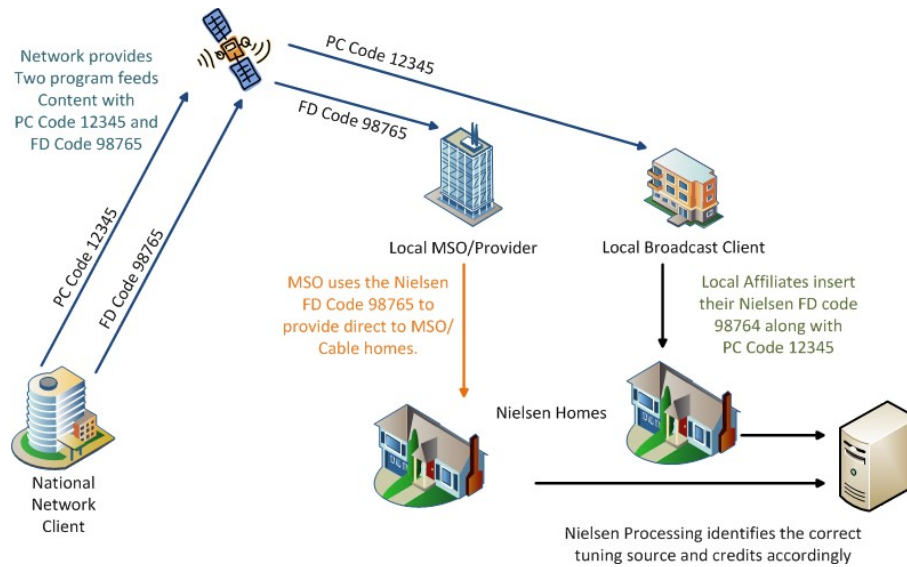 Network provides
Two program feeds
Content with
PC Code 12345 and
FD Code 98765
PC Code 12345
FD Code 98765
PC Code 12345
FD Code 98765
Local MSO/Provider
Local Broadcast Client
MSO uses the Nielsen
FD Code 98765 to
provide direct to MSO/
Cable homes.
Local Affiliates insert
their Nielsen FD code
98764 along with
PC Code 12345
Nielsen Homes
National
Network
Client
Nielsen Processing identifies the correct
tuning source and credits accordingly